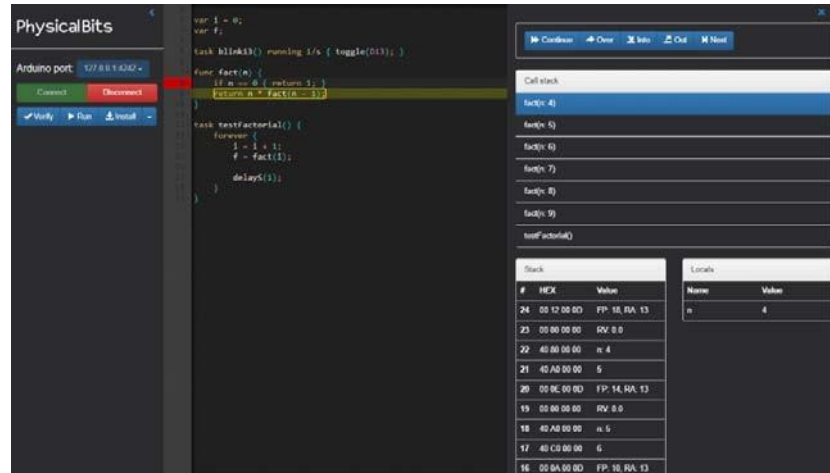 PhysicalBits
Arduino port: 127.0.0.1:4242
Connect Disconnect
Verify Run Install
var i = 0;
var f;
task blink13() running 1/s { toggle(D13); }
func fact(n) {
if n == 0 { return 1; }
return n * fact(n - 1);
}
task testFactorial() {
forever {
i = i + 1;
f = fact(i);
delayS(1);
}
}
Continue Over Into Out Next
Call stack
fact(n: 4)
fact(n: 5)
fact(n: 6)
fact(n: 7)
fact(n: 8)
fact(n: 9)
testFactorial()
Stack
# HEX Value
24 00 12 00 0D FP: 18, RA: 13
23 00 00 00 00 RV: 0.0
22 40 80 00 00 n: 4
21 40 A0 00 00 5
20 00 0E 00 0D FP: 14, RA: 13
19 00 00 00 00 RV: 0.0
18 40 A0 00 00 n: 5
17 40 C0 00 00 6
16 00 0A 00 0D FP: 10, RA: 13
Locals
Name Value
n 4